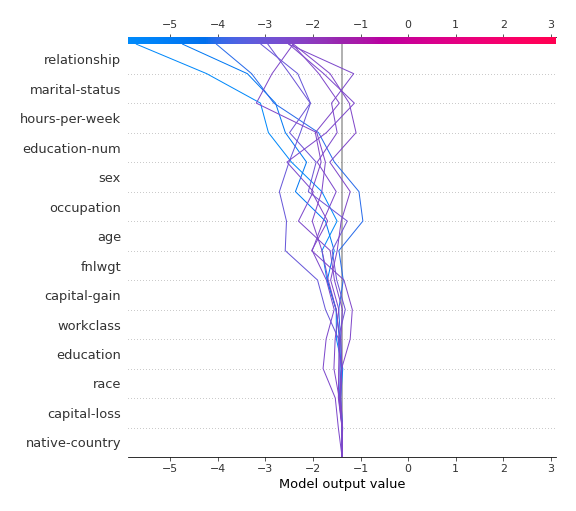 −5 −4 −3 −2 −1 0 1 2 3
relationship
marital-status
hours-per-week
education-num
sex
occupation
age
fnlwgt
capital-gain
workclass
education
race
capital-loss
native-country
−5 −4 −3 −2 −1 0 1 2 3
Model output value